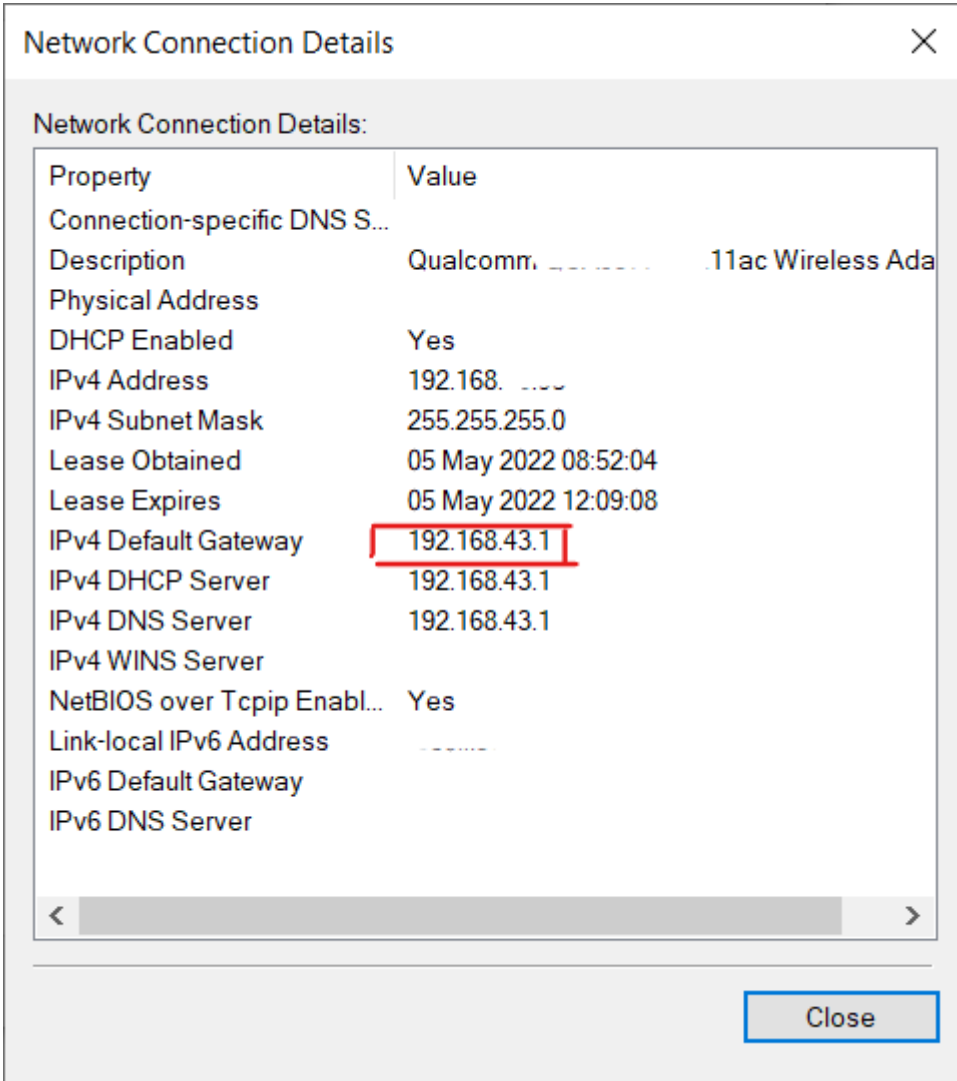 Network Connection Details
Network Connection Details:
Property Value
Connection-specific DNS S...
Description Qualcomm .11ac Wireless Ada
Physical Address
DHCP Enabled Yes
IPv4 Address 192.168.
IPv4 Subnet Mask 255.255.255.0
Lease Obtained 05 May 2022 08:52:04
Lease Expires 05 May 2022 12:09:08
IPv4 Default Gateway 192.168.43.1
IPv4 DHCP Server 192.168.43.1
IPv4 DNS Server 192.168.43.1
IPv4 WINS Server
NetBIOS over Tcpip Enabl... Yes
Link-local IPv6 Address
IPv6 Default Gateway
IPv6 DNS Server
Close